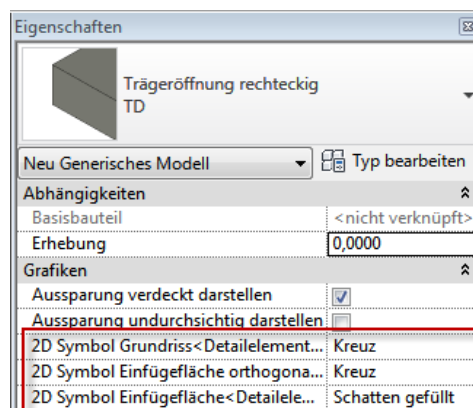 Eigenschaften
Trägeröffnung rechteckig
TD
Neu Generisches Modell
Typ bearbeiten
Abhängigkeiten
Basisbauteil <nicht verknüpft>
Erhebung 0,0000
Grafiken
Aussparung verdeckt darstellen
Aussparung undurchsichtig darstellen
2D Symbol Grundriss<Detailelement... Kreuz
2D Symbol Einfügefläche orthogona... Kreuz
2D Symbol Einfügefläche<Detailele... Schatten gefüllt